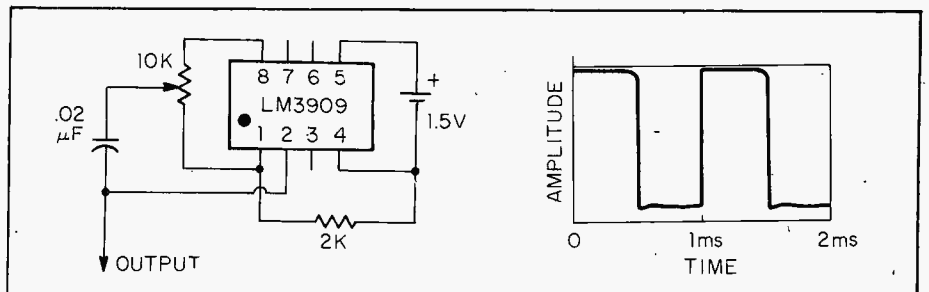 10K
8 7 6 5
LM3909
1 2 3 4
.02
μF
+
1.5V
2K
OUTPUT
AMPLITUDE
0 1ms 2ms
TIME